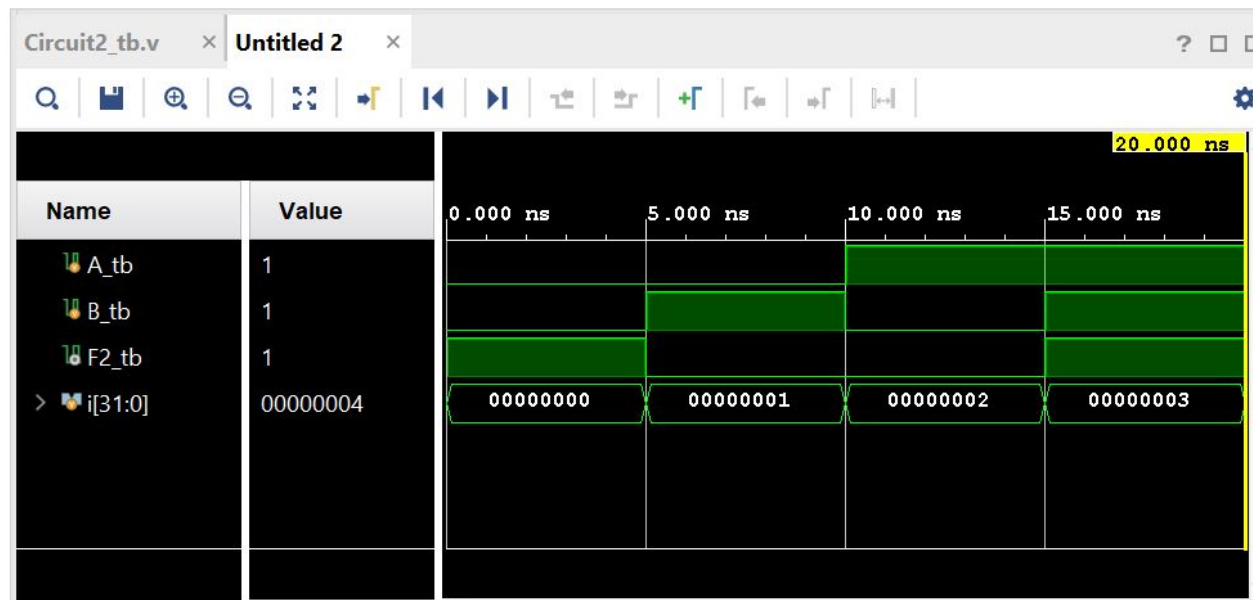 Circuit2_tb.v × Untitled 2 × ?
20.000 ns
Name Value 0.000 ns 5.000 ns 10.000 ns 15.000 ns
A_tb 1
B_tb 1
F2_tb 1
> i[31:0] 00000004 00000000 00000001 00000002 00000003